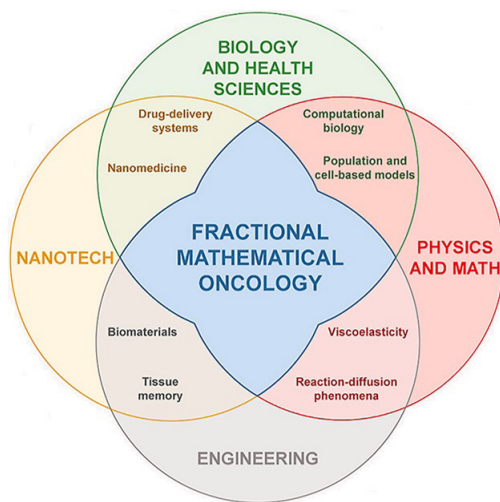 BIOLOGY
AND HEALTH
SCIENCES
Drug-delivery
systems
Computational
biology
Nanomedicine
Population and
cell-based models
NANOTECH
FRACTIONAL
MATHEMATICAL
ONCOLOGY
PHYSICS
AND MATH
Biomaterials
Viscoelasticity
Tissue
memory
Reaction-diffusion
phenomena
ENGINEERING